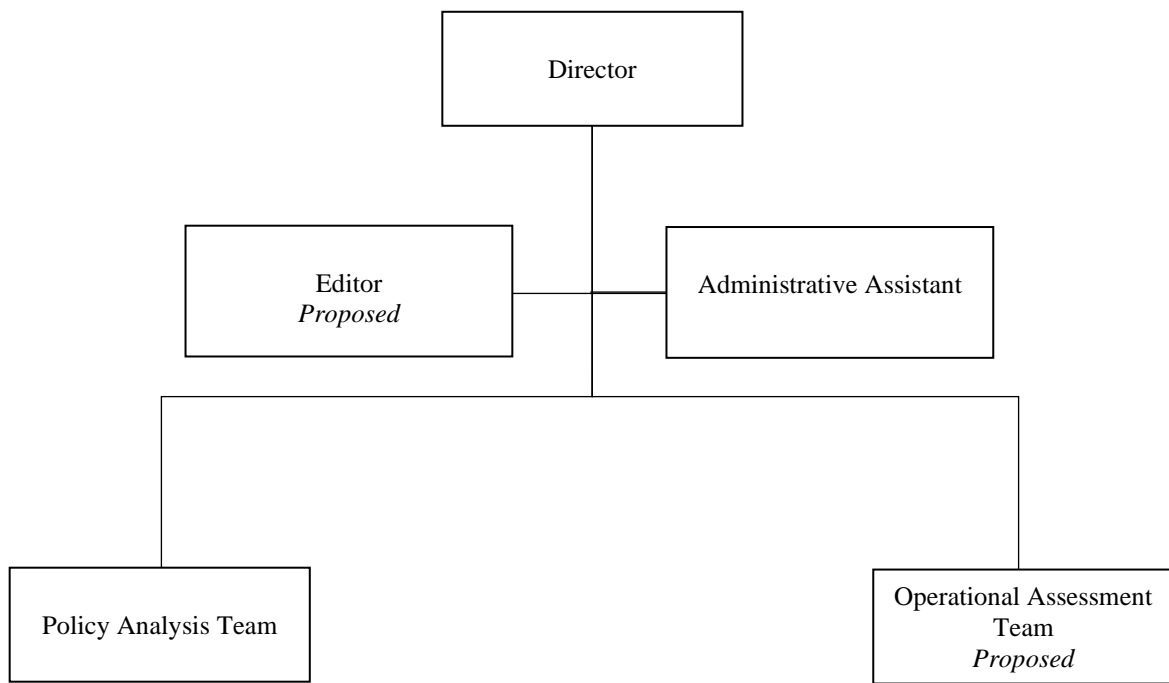 Director
Editor
Proposed
Administrative Assistant
Policy Analysis Team
Operational Assessment
Team
Proposed